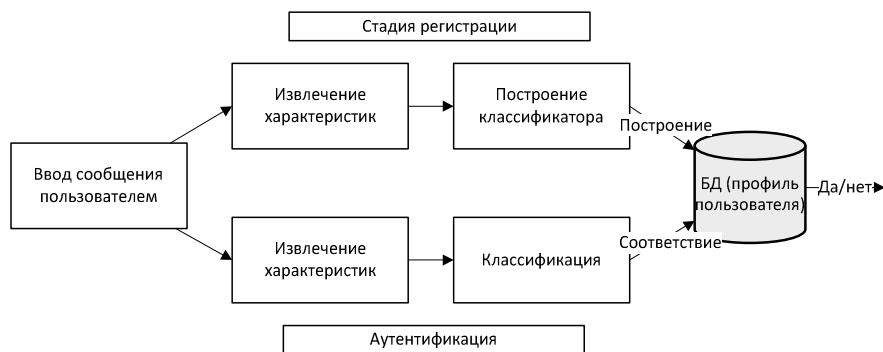 Стадия регистрации
Извлечение
характеристик
Построение
классификатора
Построение
Ввод сообщения
пользователем
БД (профиль
пользователя)
Да/нет
Извлечение
характеристик
Классификация
Соответствие
Аутентификация